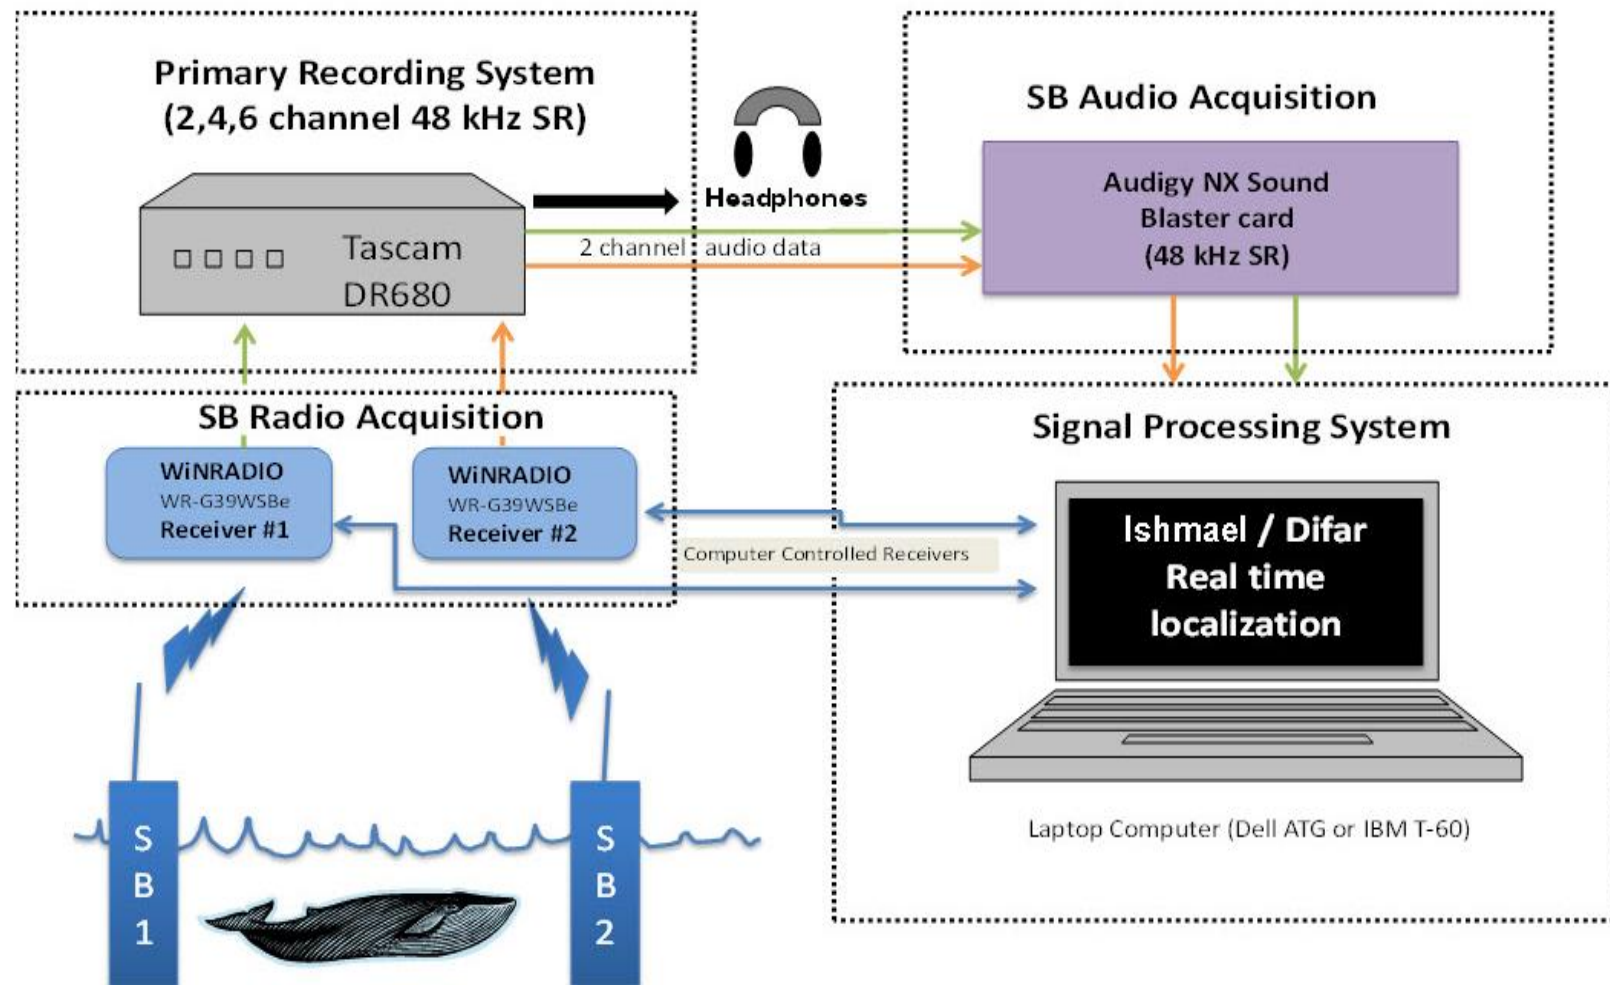 Primary Recording System
(2,4,6 channel 48 kHz SR)
Tascam
DR680
Headphones
2 channel audio data
SB Audio Acquisition
Audigy NX Sound
Blaster card
(48 kHz SR)
SB Radio Acquisition
WiNRADIO
WR-G39WSBe
Receiver #1
WiNRADIO
WR-G39WSBe
Receiver #2
Computer Controlled Receivers
Signal Processing System
Ishmael / Difar
Real time
localization
Laptop Computer (Dell ATG or IBM T-60)
S
B
1
S
B
2